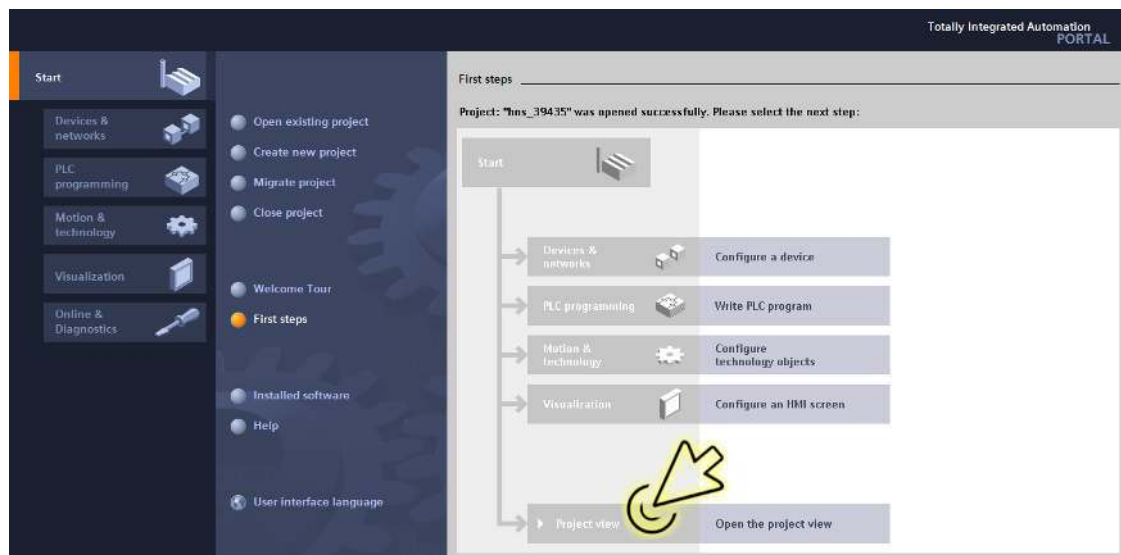 Totally Integrated Automation
PORTAL
Start
Devices &
networks
PLC
programming
Motion &
technology
Visualization
Online &
Diagnostics
Open existing project
Create new project
Migrate project
Close project
Welcome Tour
First steps
Installed software
Help
User interface language
First steps
Project: "hns_39435" was opened successfully. Please select the next step:
Start
Devices &
networks
Configure a device
PLC programming
Write PLC program
Motion &
technology
Configure
technology objects
Visualization
Configure an HMI screen
Project view
Open the project view